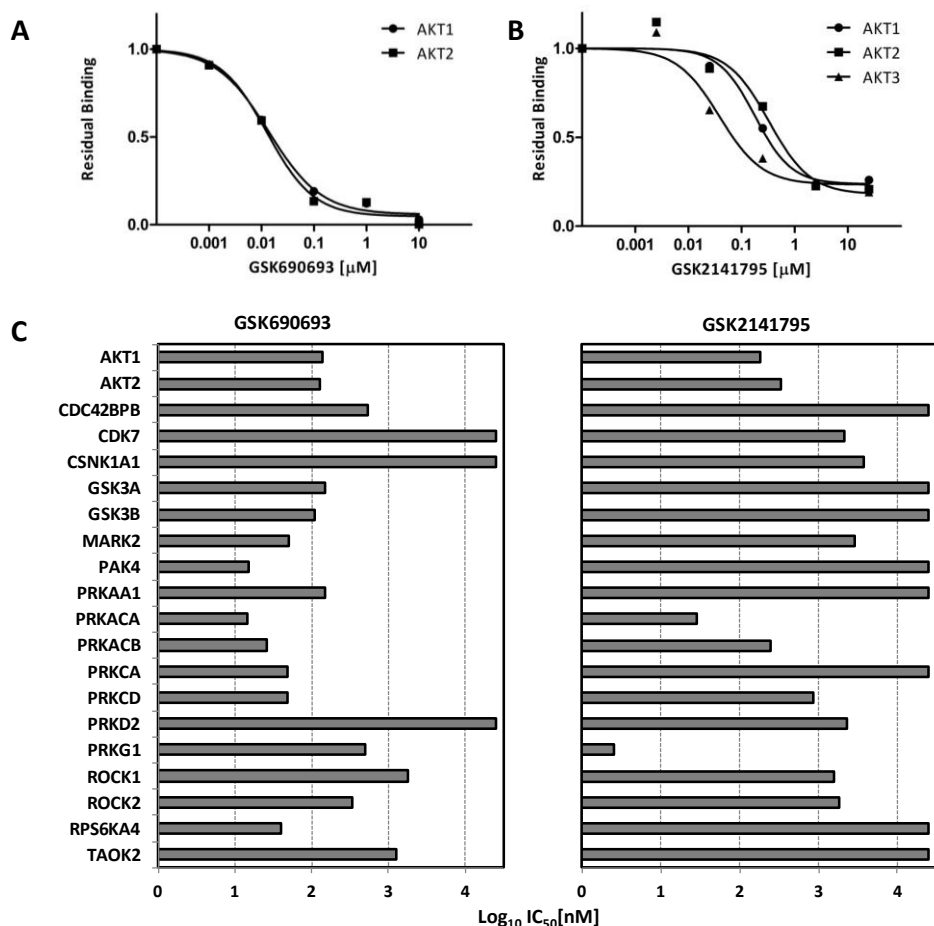 A
1.0
0.5
0.0
Residual Binding
AKT1
AKT2
0.001 0.01 0.1 1 10
GSK690693 [µM]
B
1.0
0.5
0.0
Residual Binding
AKT1
AKT2
AKT3
0.001 0.01 0.1 1 10
GSK2141795 [µM]
C
GSK690693
GSK2141795
AKT1
AKT2
CDC42BPB
CDK7
CSNK1A1
GSK3A
GSK3B
MARK2
PAK4
PRKAA1
PRKACA
PRKACB
PRKCA
PRKCD
PRKD2
PRKG1
ROCK1
ROCK2
RPS6KA4
TAOK2
0 1 2 3 4
0 1 2 3 4
Log10 IC50[nM]